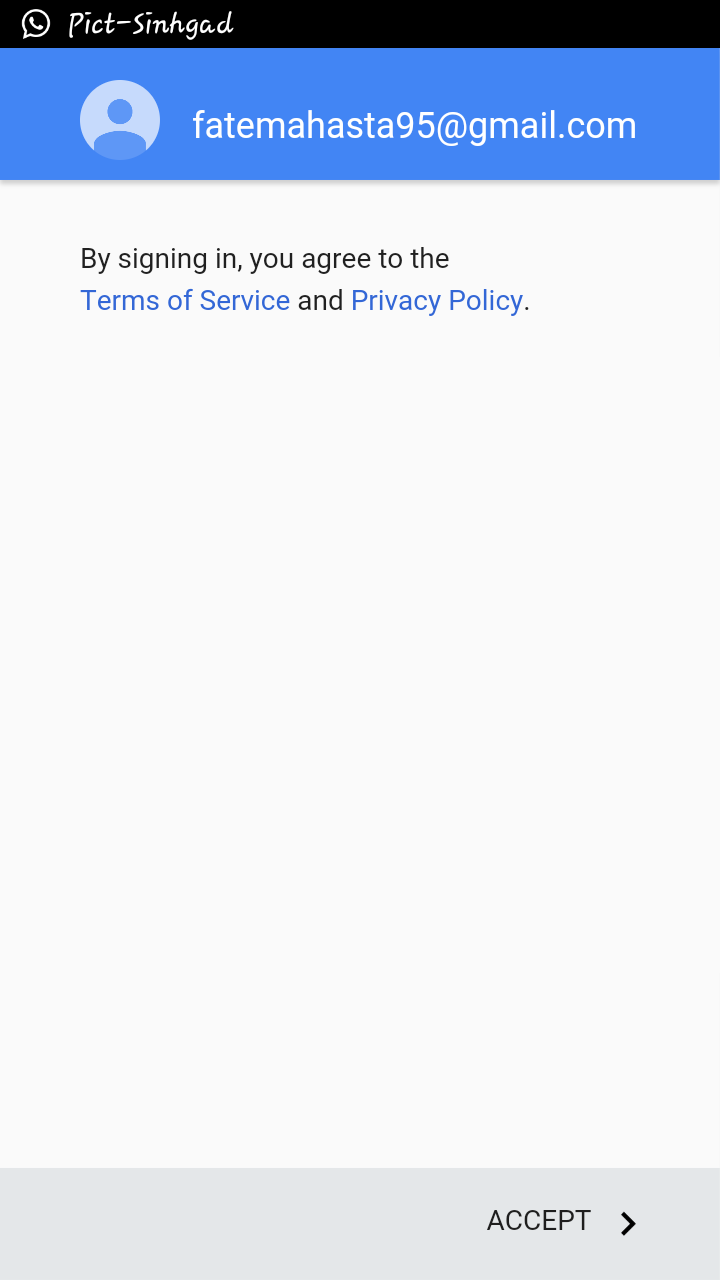 Pict-Sinhgad
fatemahasta95@gmail.com
By signing in, you agree to the
Terms of Service and Privacy Policy.
ACCEPT